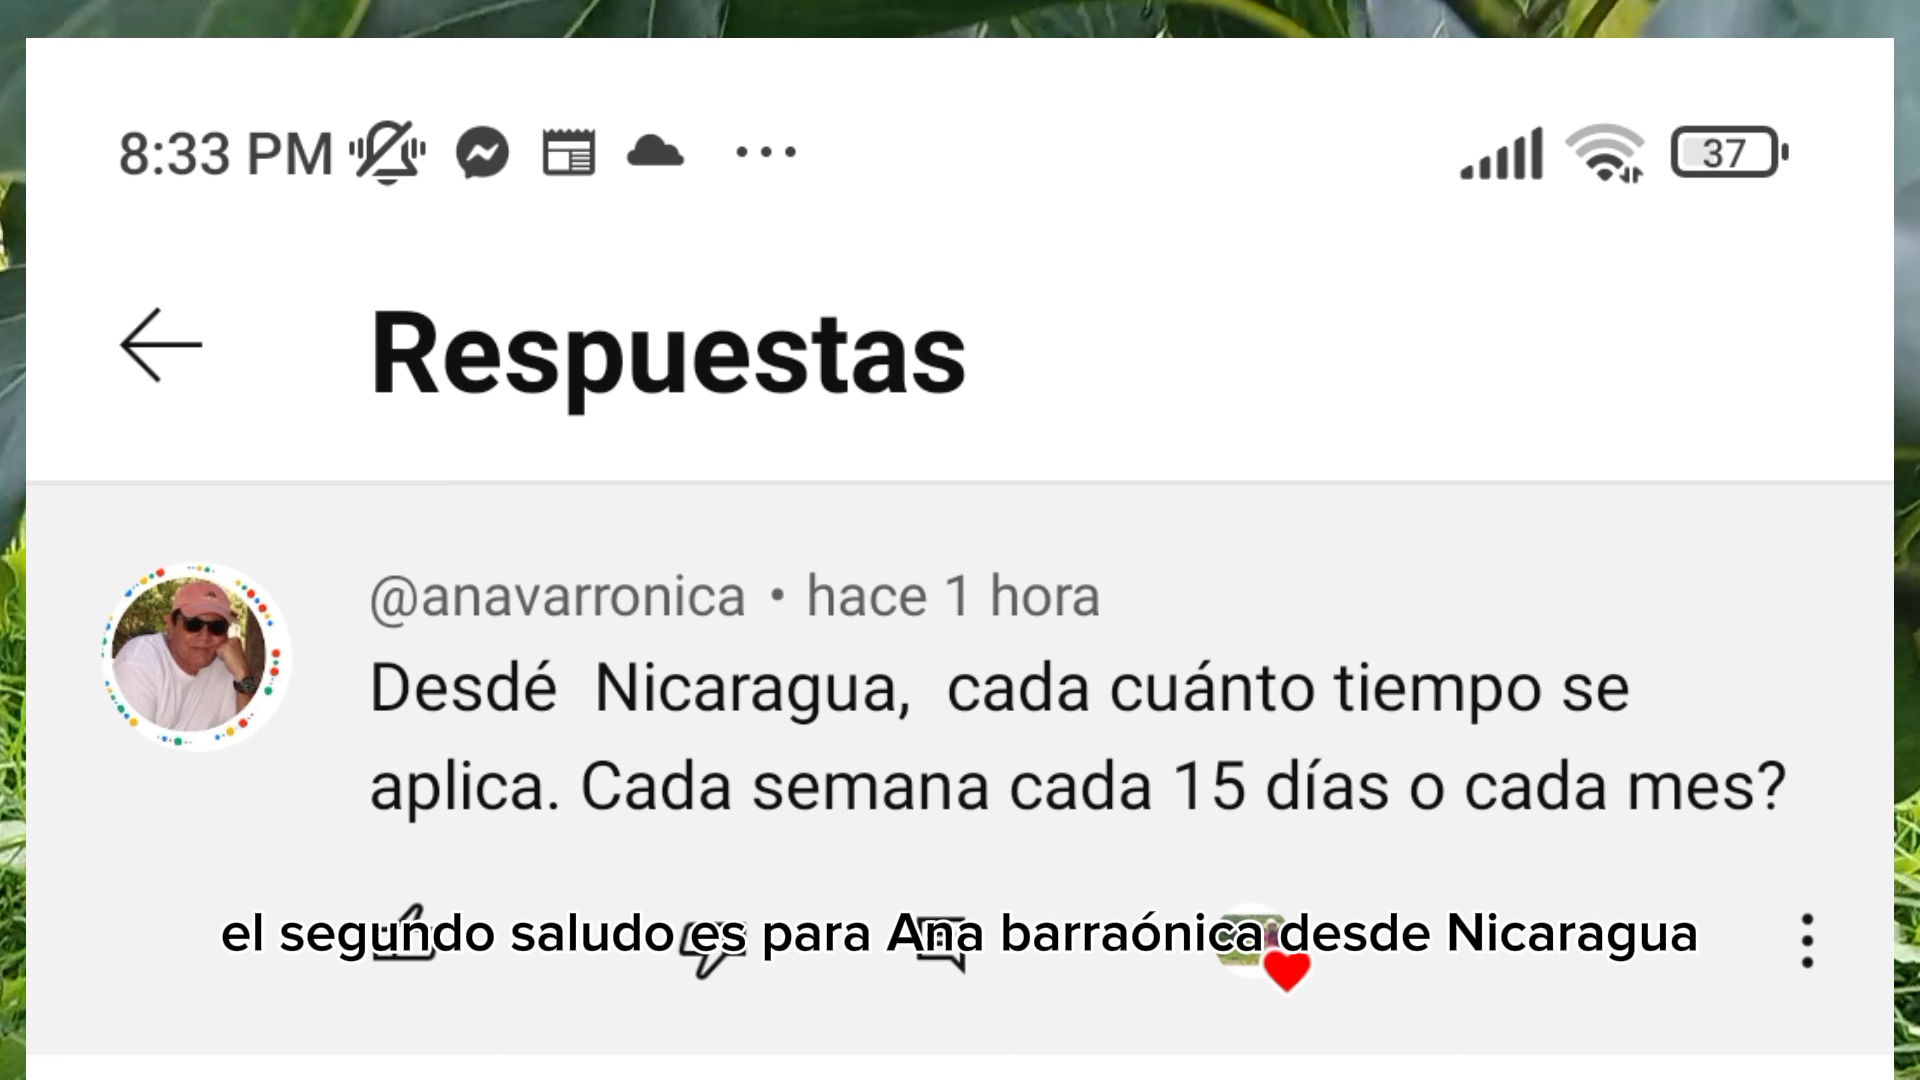 8:33 PM
37
Respuestas
@anavarronica • hace 1 hora
Desdé Nicaragua, cada cuánto tiempo se
aplica. Cada semana cada 15 días o cada mes?
el segundo saludo es para Ana barraónica desde Nicaragua